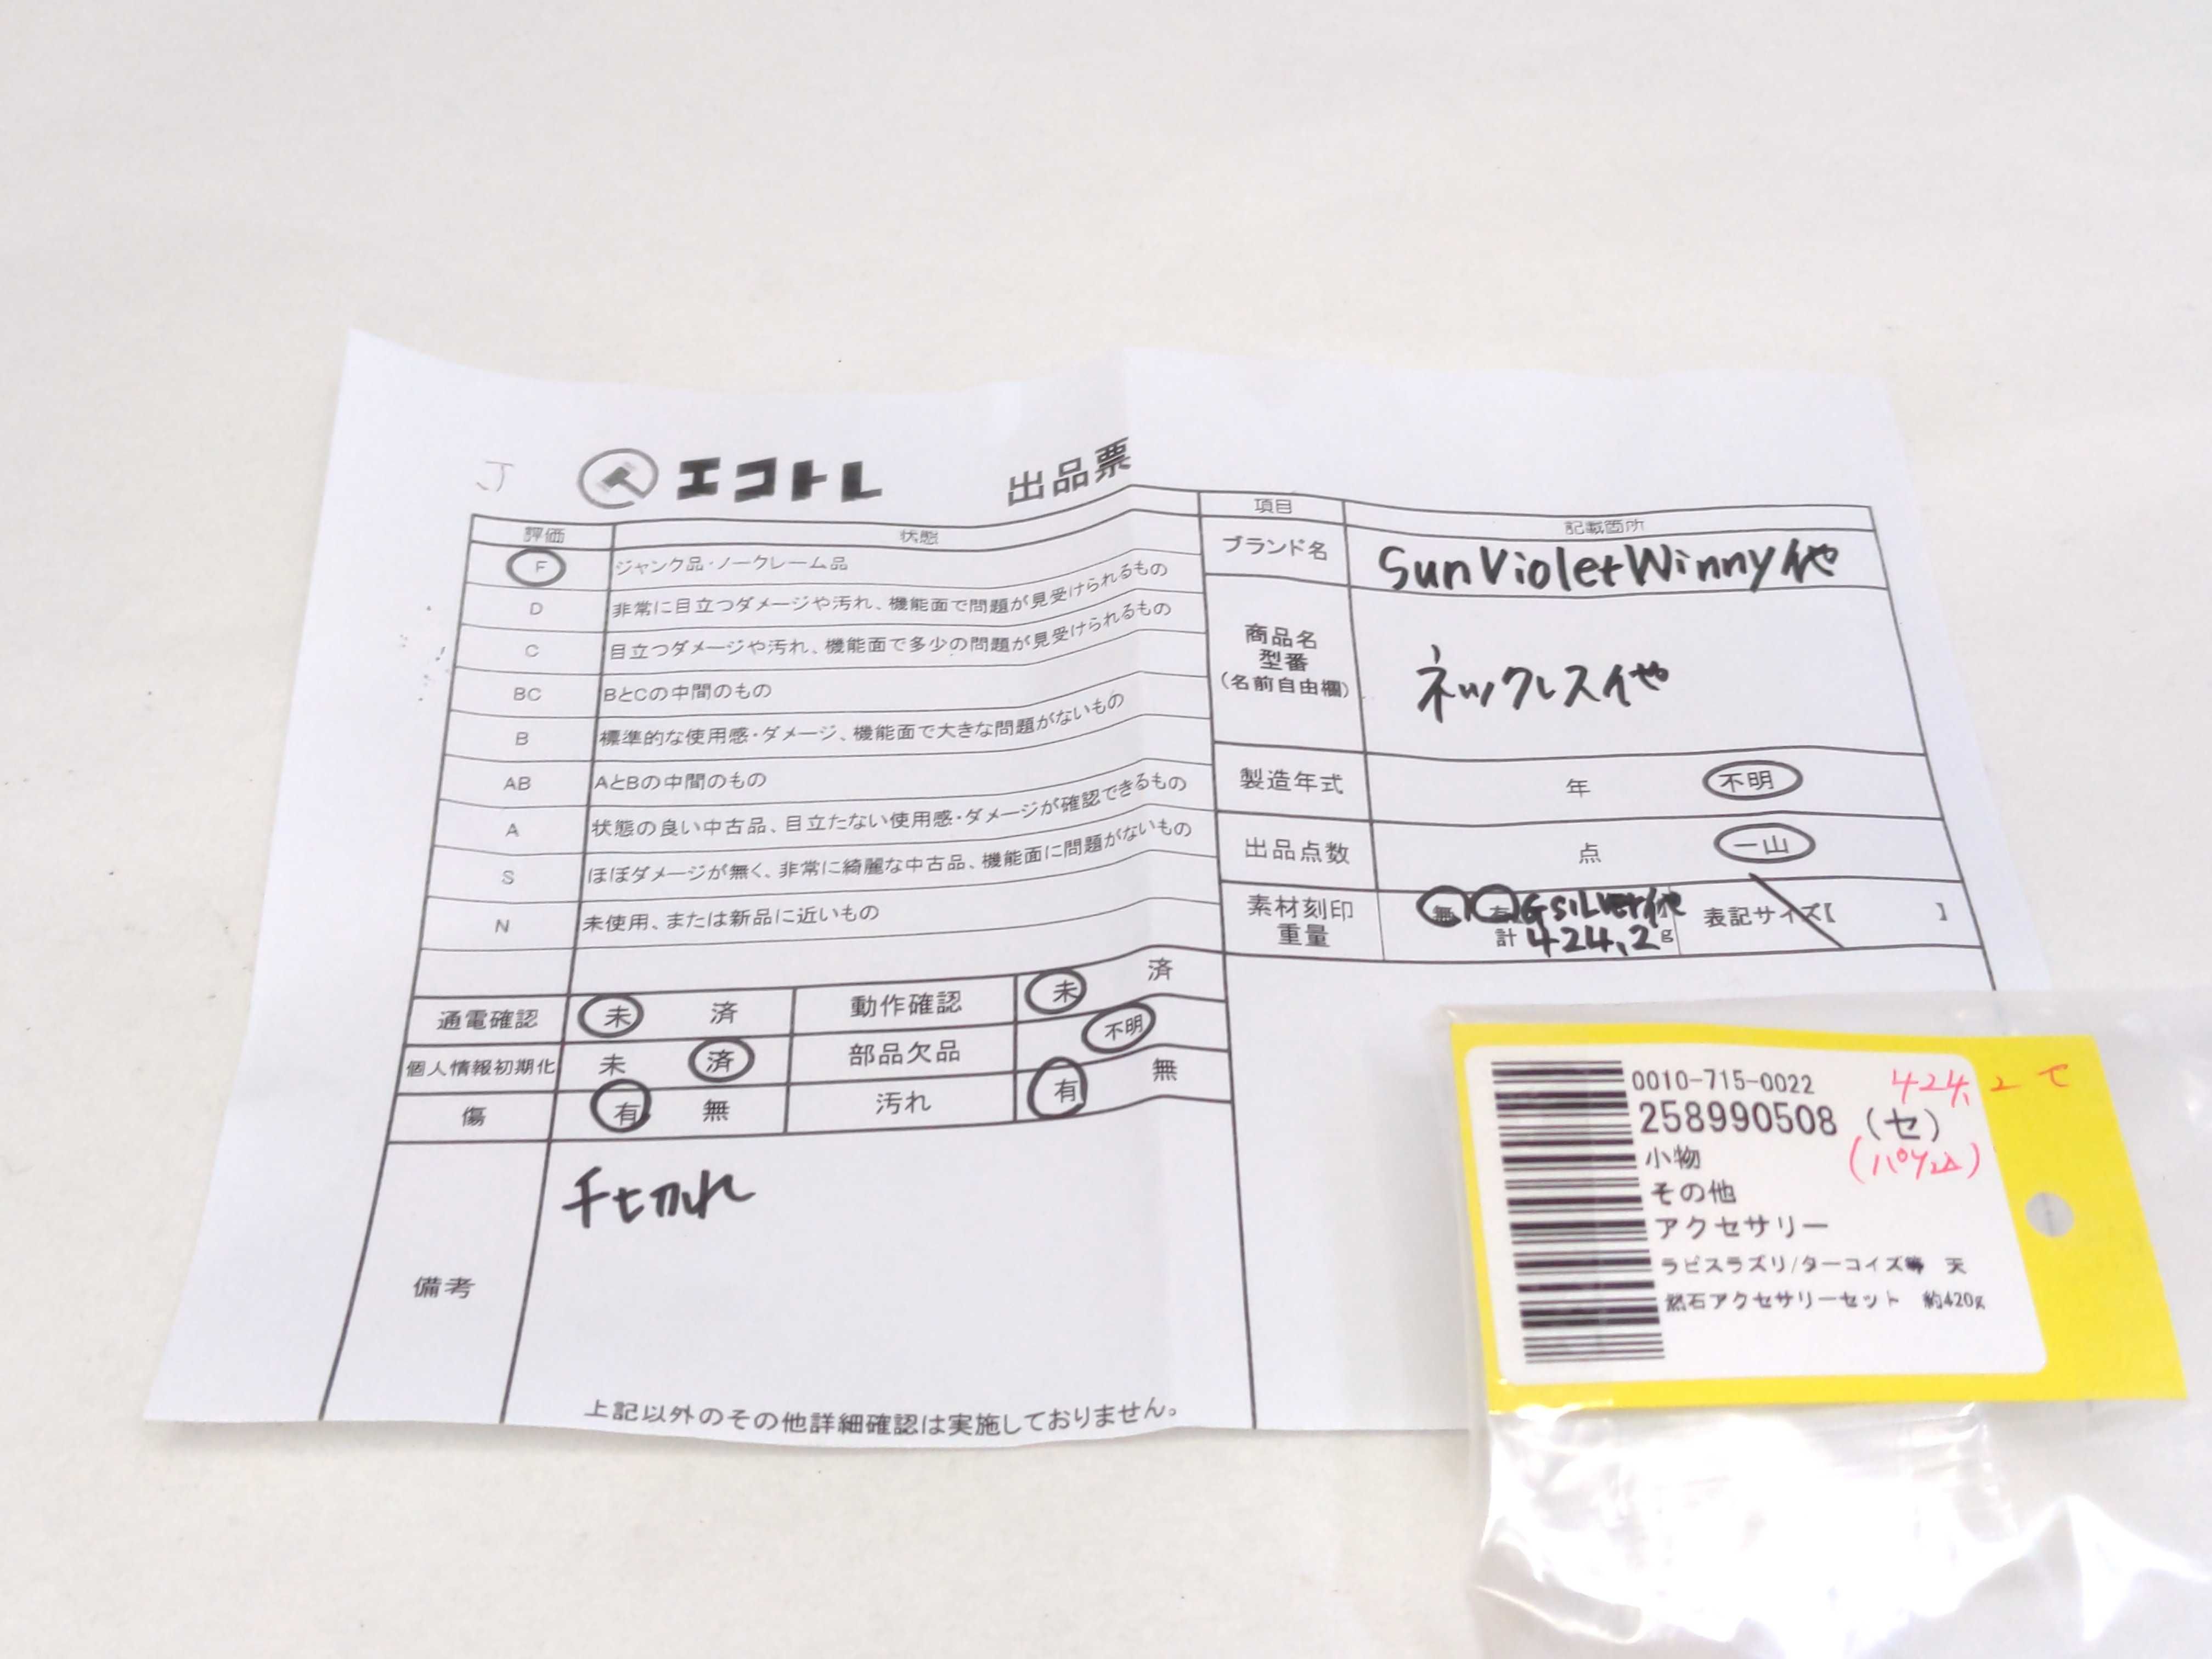 J
エコトレ 出品票
評価 状態
F ジャンク品・ノークレーム品
D 非常に目立つダメージや汚れ、機能面で問題が見受けられるもの
C 目立つダメージや汚れ、機能面で多少の問題が見受けられるもの
BC BとCの中間のもの
B 標準的な使用感・ダメージ、機能面で大きな問題がないもの
AB AとBの中間のもの
A 状態の良い中古品、目立たない使用感・ダメージが確認できるもの
S ほぼダメージが無く、非常に綺麗な中古品、機能面に問題がないもの
N 未使用、または新品に近いもの
項目 記載箇所
ブランド名 Sun Violet Winny 他
商品名
型番
(名前自由欄)
ネックレス他
製造年式 年 不明
出品点数 点 一山
素材刻印
重量
無 有 G SILVER他
計 424.2 g
表記サイズ【 】
通電確認 未 済 動作確認 未 済
個人情報初期化 未 済 部品欠品 不明
傷 有 無 汚れ 有 無
備考
チセカれ
上記以外のその他詳細確認は実施しておりません。
0010-715-0022
424.2
258990508 (セ)
小物
その他
アクセサリー
ラピスラズリ/ターコイズ等 天
然石アクセサリーセット 約420g